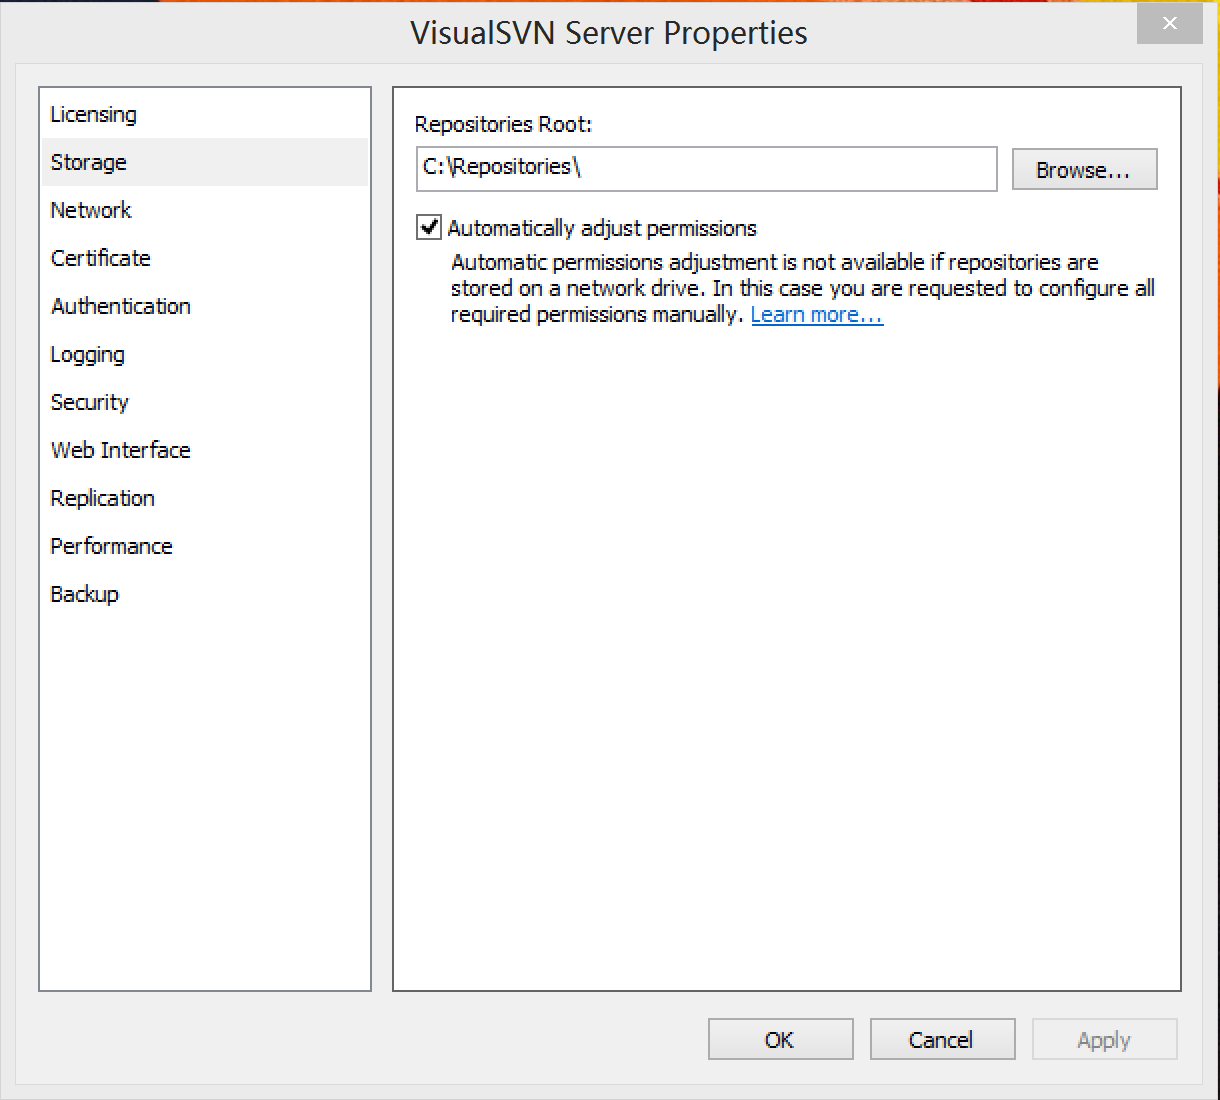 VisualSVN Server Properties
Licensing
Storage
Network
Certificate
Authentication
Logging
Security
Web Interface
Replication
Performance
Backup
Repositories Root:
C:\Repositories\
Browse...
Automatically adjust permissions
Automatic permissions adjustment is not available if repositories are
stored on a network drive. In this case you are requested to configure all
required permissions manually. Learn more...
OK
Cancel
Apply